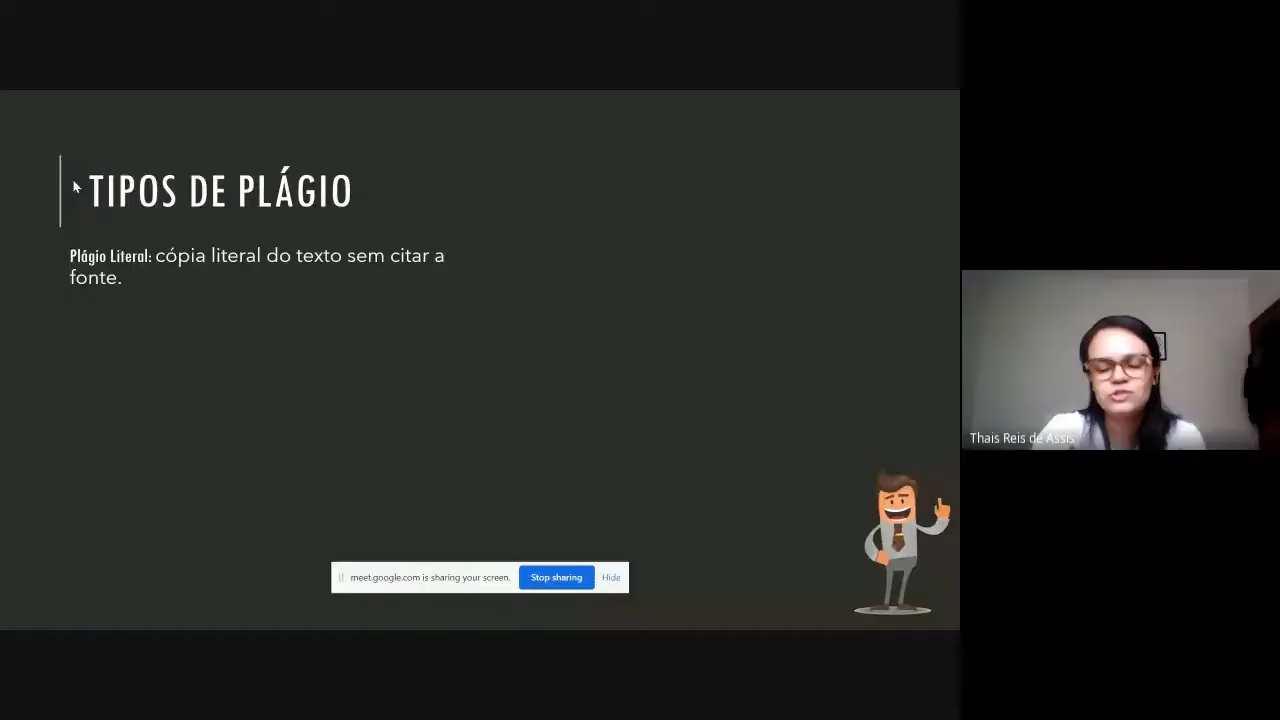 TIPOS DE PLÁGIO
Plágio Literal: cópia literal do texto sem citar a
fonte.
meet.google.com is sharing your screen. Stop sharing Hide
Thais Reis de Assis